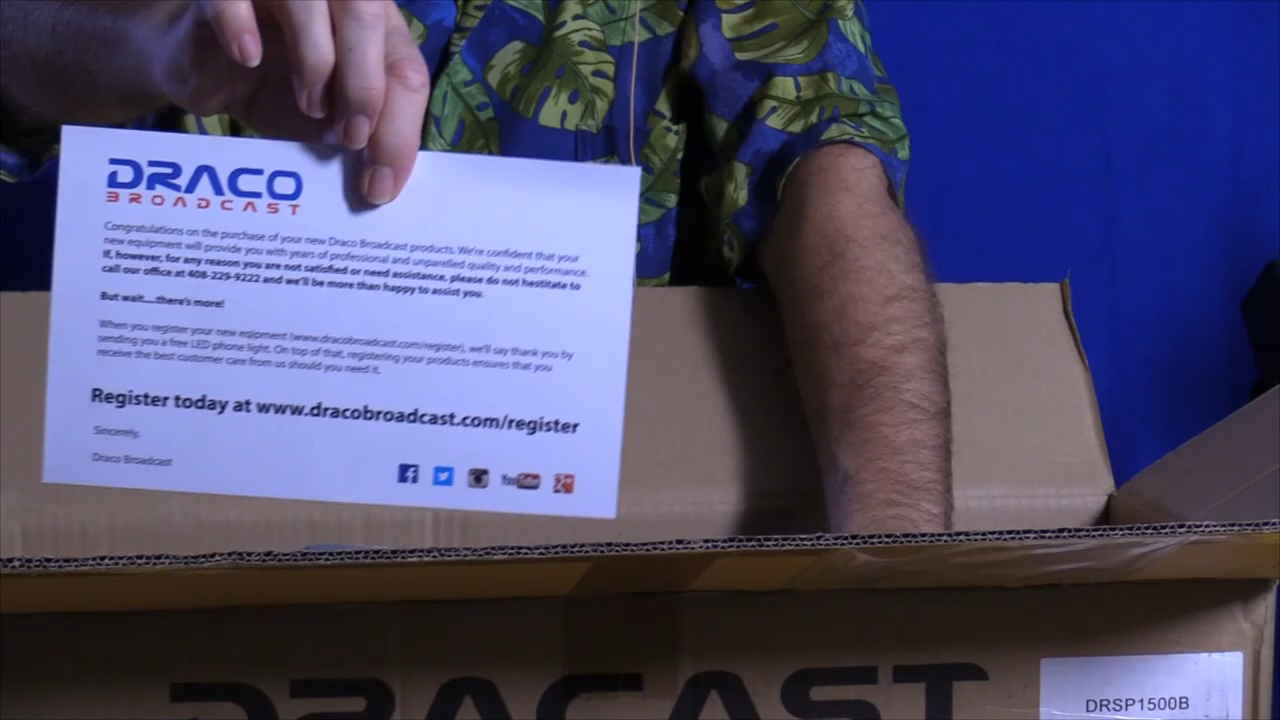 DRACO
BROADCAST
Congratulations on the purchase of your new Draco Broadcast products. We're confident that your
new equipment will provide you with years of professional and unparelled quality and performance.
If, however, for any reason you are not satisfied or need assistance, please do not hestitate to
call our office at 408-229-9222 and we'll be more than happy to assist you.
But wait....there's more!
When you register your new eqipment (www.dracobroadcast.com/register), we'll say thank you by
sending you a free LED phone light. On top of that, registering your products ensures that you
receive the best customer care from us should you need it.
Register today at www.dracobroadcast.com/register
Sincerely,
Draco Broadcast
YouTube
DRACAST
DRSP1500B